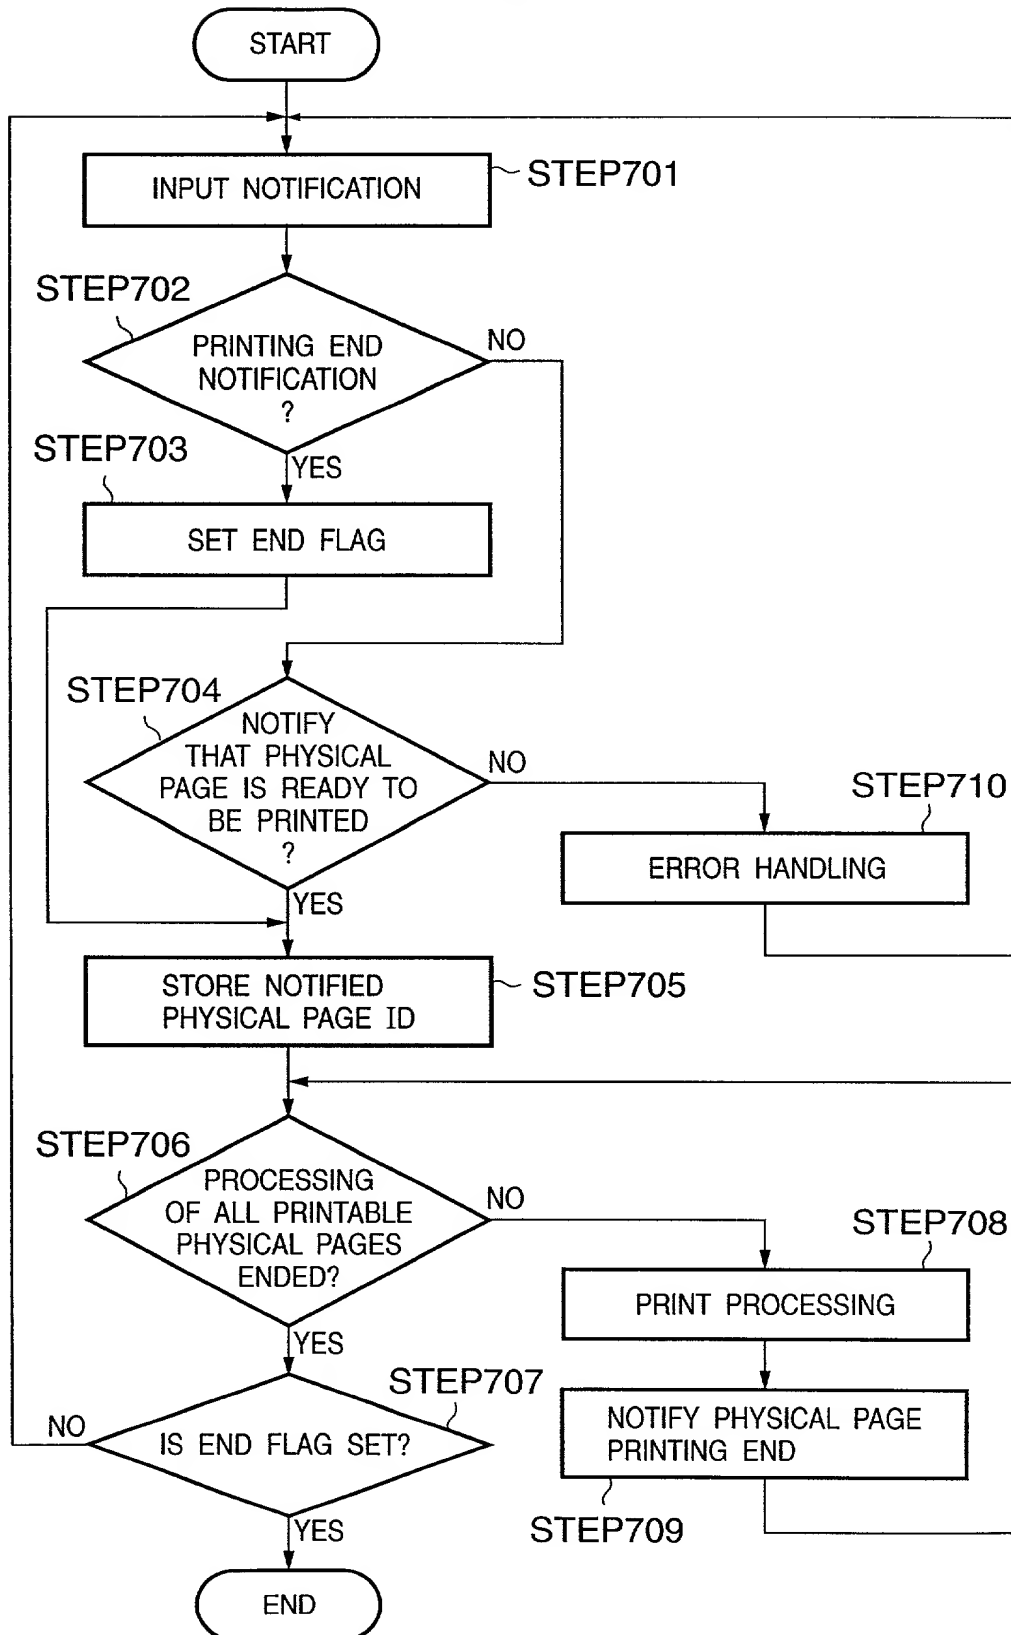 START
INPUT NOTIFICATION
STEP701
STEP702
PRINTING END
NOTIFICATION
?
NO
STEP703
YES
SET END FLAG
STEP704
NOTIFY
THAT PHYSICAL
PAGE IS READY TO
BE PRINTED
?
NO
STEP710
ERROR HANDLING
YES
STORE NOTIFIED
PHYSICAL PAGE ID
STEP705
STEP706
PROCESSING
OF ALL PRINTABLE
PHYSICAL PAGES
ENDED?
NO
STEP708
PRINT PROCESSING
YES
STEP707
NO
IS END FLAG SET?
NOTIFY PHYSICAL PAGE
PRINTING END
STEP709
YES
END